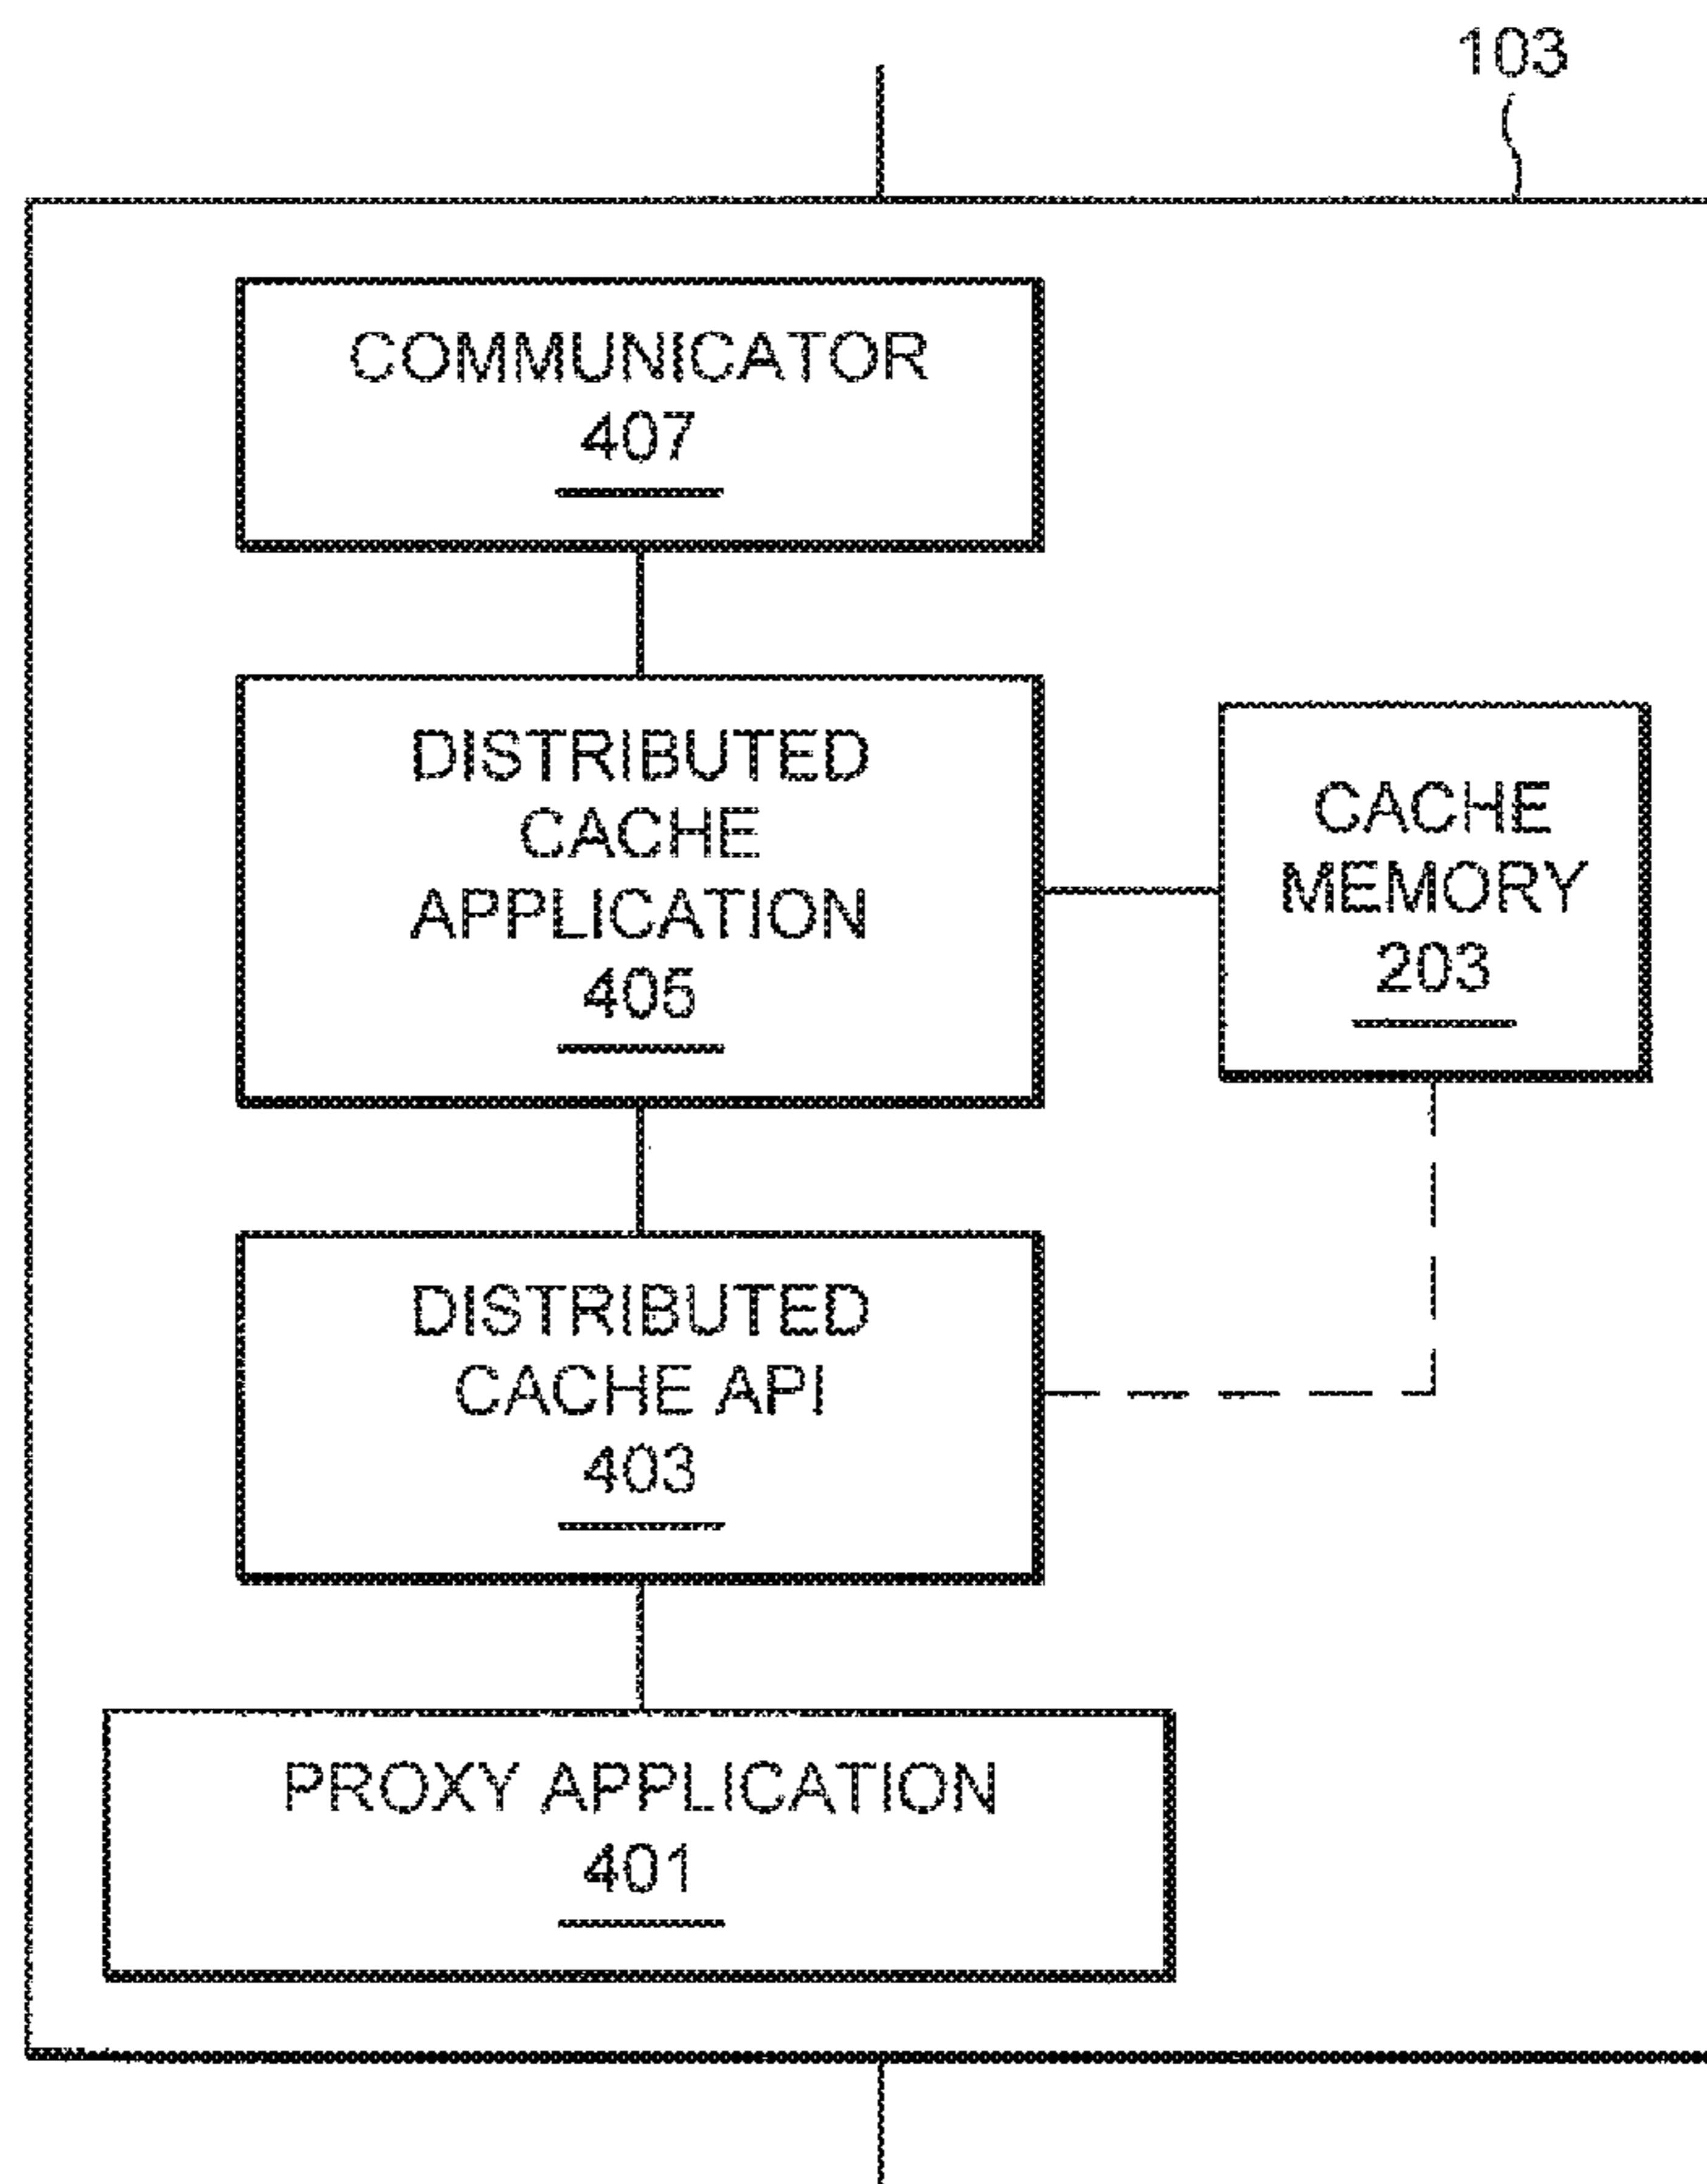 103
COMMUNICATOR
407
DISTRIBUTED
CACHE
APPLICATION
405
CACHE
MEMORY
203
DISTRIBUTED
CACHE API
403
PROXY APPLICATION
401